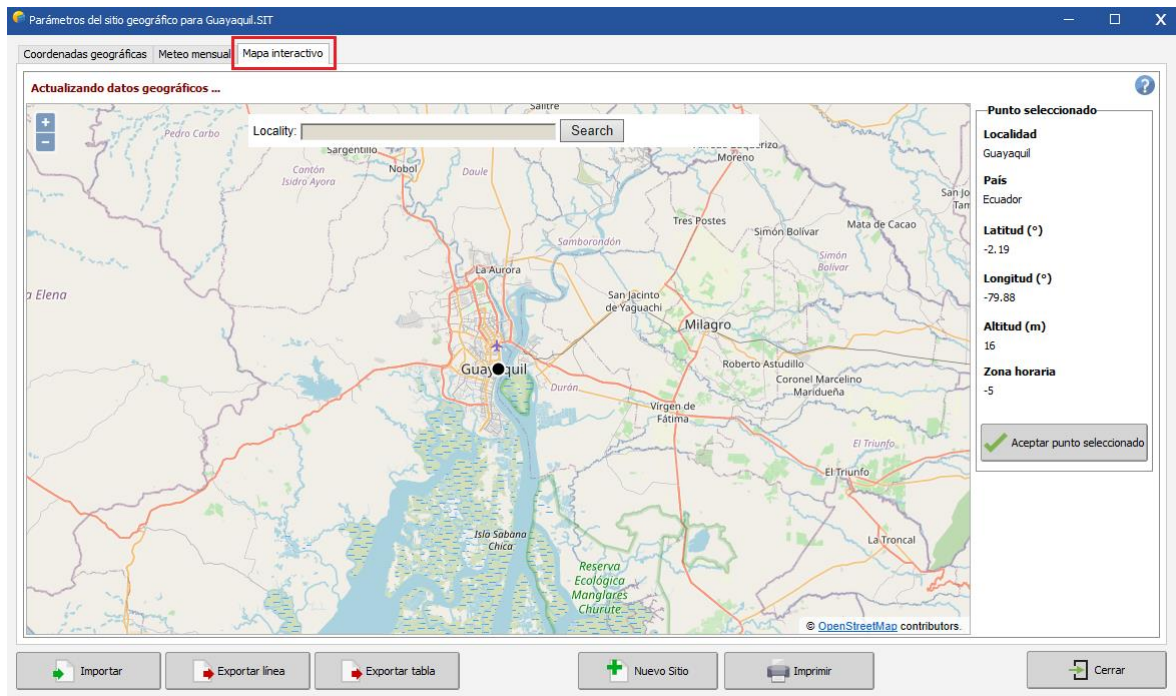 Parámetros del sitio geográfico para Guayaquil.SIT
Coordenadas geográficas Meteo mensual Mapa interactivo
Actualizando datos geográficos ...
Salitre
Pedro Carbo
Locality: Search
Sargentillo
Moreno
Cantón
Isidro Ayora
Nobol
Daule
San Jo
Tam
Tres Postes
Simón Bolívar
Mata de Cacao
Samborondón
Simón
Bolívar
La Aurora
a Elena
San Jacinto
de Yaguachi
Milagro
Guayaquil
Roberto Astudillo
Durán
Coronel Marcelino
Maridueña
Virgen de
Fátima
El Triunfo
El Triunfo
La Troncal
Isla Sabana
Chica
Reserva
Ecológica
Manglares
Churute
© OpenStreetMap contributors.
Punto seleccionado
Localidad
Guayaquil
País
Ecuador
Latitud (°)
-2.19
Longitud (°)
-79.88
Altitud (m)
16
Zona horaria
-5
Aceptar punto seleccionado
Importar Exportar línea Exportar tabla Nuevo Sitio Imprimir Cerrar